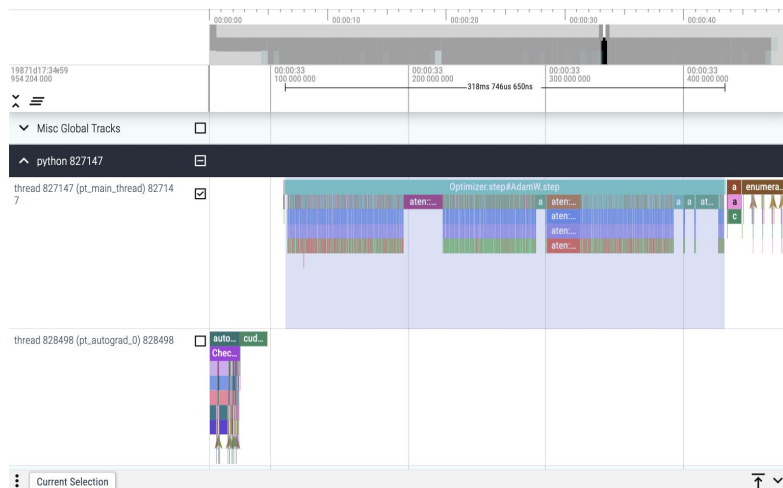 00:00:00 00:00:10 00:00:20 00:00:30 00:00:40
19871d17:34:59
954 204 000
00:00:33 00:00:33 00:00:33 00:00:33
100 000 000 200 000 000 300 000 000 400 000 000
318ms 746us 650ns
Misc Global Tracks
python 827147
thread 827147 (pt_main_thread) 82714
7
Optimizer.step#AdamW.step a enumera...
aten::... a aten:... a a at... a
aten:... c
aten:...
aten:...
thread 828498 (pt_autograd_0) 828498
auto... cud...
Chec...
Current Selection